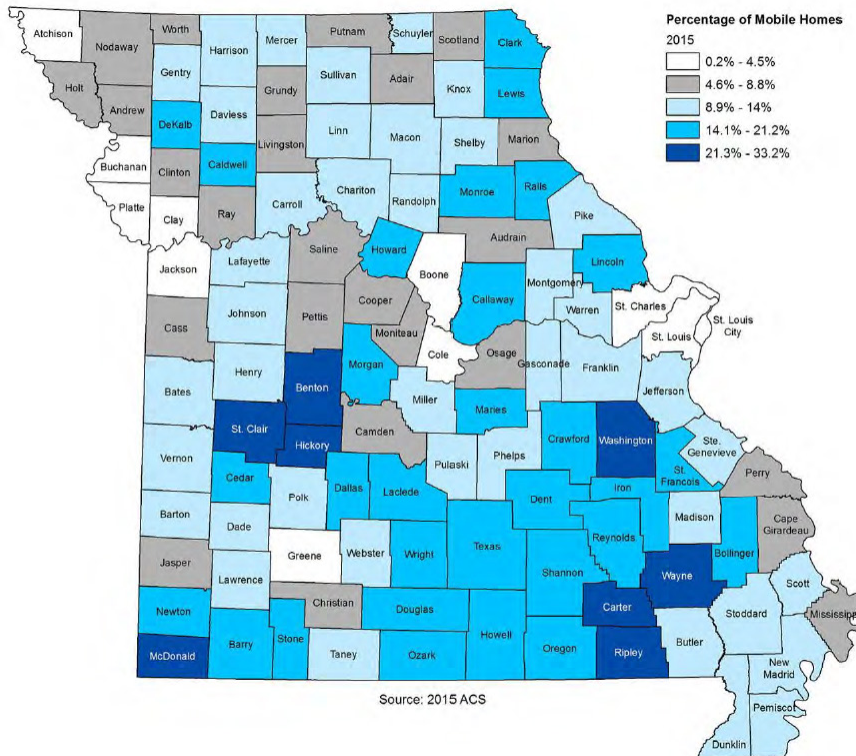 Percentage of Mobile Homes
2015
0.2% - 4.5%
4.6% - 8.8%
8.9% - 14%
14.1% - 21.2%
21.3% - 33.2%
Atchison
Nodaway
Worth
Harrison
Mercer
Putnam
Schuyler
Scotland
Clark
Gentry
Sullivan
Adair
Knox
Lewis
Holt
Andrew
DeKalb
Daviess
Grundy
Linn
Macon
Shelby
Marion
Livingston
Buchanan
Clinton
Caldwell
Chariton
Randolph
Monroe
Ralls
Pike
Platte
Clay
Ray
Carroll
Audrain
Saline
Howard
Boone
Jackson
Lafayette
Callaway
Montgomery
Lincoln
Warren
St. Charles
St. Louis
City
St. Louis
Johnson
Cooper
Cass
Pettis
Moniteau
Cole
Osage
Gasconade
Franklin
Jefferson
Bates
Henry
Benton
Morgan
Miller
Maries
St. Clair
Hickory
Camden
Pulaski
Phelps
Crawford
Washington
Ste.
Genevieve
Vernon
Cedar
Polk
Dallas
Laclede
Dent
Iron
St.
Francois
Perry
Barton
Dade
Madison
Cape
Girardeau
Greene
Webster
Wright
Texas
Reynolds
Bollinger
Jasper
Lawrence
Shannon
Wayne
Scott
Christian
Douglas
Carter
Stoddard
Mississippi
Newton
Howell
McDonald
Barry
Stone
Taney
Ozark
Oregon
Ripley
Butler
New
Madrid
Pemiscot
Dunklin
Source: 2015 ACS